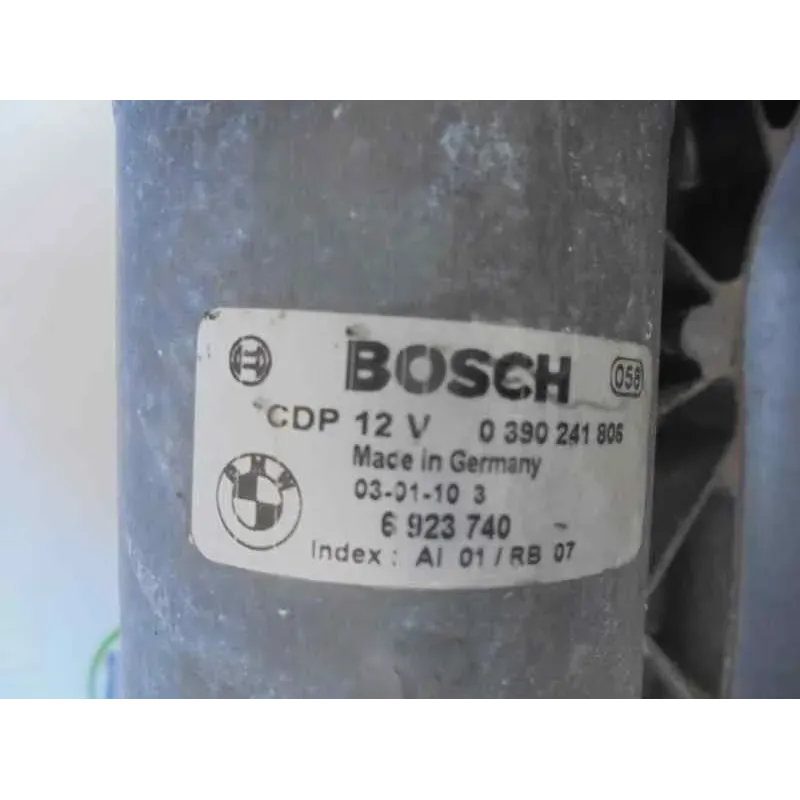 BOSCH 058
CDP 12 V 0 390 241 806
Made in Germany
BMW
03-01-10 3
6 923 740
Index : AI 01 / RB 07